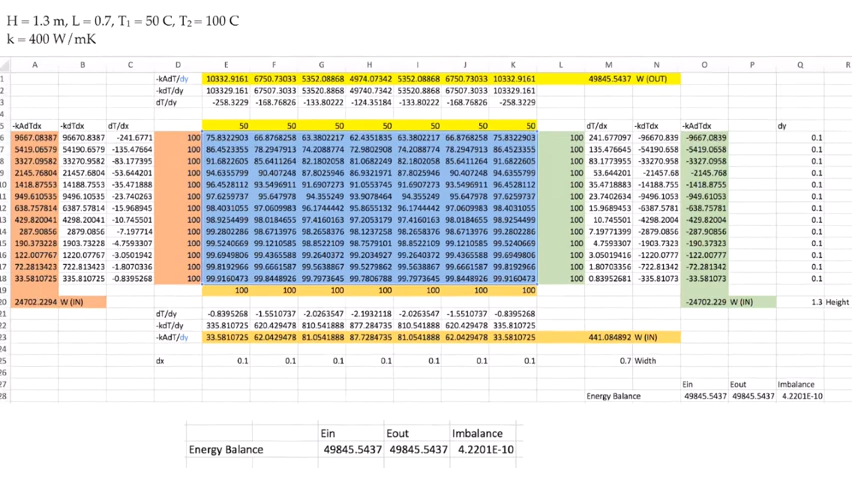 H = 1.3 m, L = 0.7, T₁ = 50 C, T₂ = 100 C
k = 400 W/mK
A B C D E F G H I J K L M N O P Q R
1 -kAdT/dy 10332.9161 6750.73033 5352.08868 4974.07342 5352.08868 6750.73033 10332.9161 49845.5437 W (OUT)
2 -kdT/dy 103329.161 67507.3033 53520.8868 49740.7342 53520.8868 67507.3033 103329.161
3 dT/dy -258.3229 -168.76826 -133.80222 -124.35184 -133.80222 -168.76826 -258.3229
5 -kAdTdx -kdT/dx dT/dx 50 50 50 50 50 50 50 dT/dx -kdT/dx -kAdT/dx dy
6 9667.08387 96670.8387 -241.6771 100 75.8322903 66.8768258 63.3802217 62.4351835 63.3802217 66.8768258 75.8322903 100 241.677097 -96670.839 -9667.0839 0.1
7 5419.06579 54190.6579 -135.47664 100 86.4523355 78.2947913 74.2088774 72.9802908 74.2088774 78.2947913 86.4523355 100 135.476645 -54190.658 -5419.0658 0.1
8 3327.09582 33270.9582 -83.177395 100 91.6822605 85.6411264 82.1802058 81.0682249 82.1802058 85.6411264 91.6822605 100 83.1773955 -33270.958 -3327.0958 0.1
9 2145.76804 21457.6804 -53.644201 100 94.6355799 90.407248 87.8025946 86.9321971 87.8025946 90.407248 94.6355799 100 53.644201 -21457.68 -2145.768 0.1
10 1418.87553 14188.7553 -35.471888 100 96.4528112 93.5496911 91.6907273 91.0553745 91.6907273 93.5496911 96.4528112 100 35.4718883 -14188.755 -1418.8755 0.1
11 949.610535 9496.10535 -23.740263 100 97.6259737 95.647978 94.355249 93.9078464 94.355249 95.647978 97.6259737 100 23.7402634 -9496.1054 -949.61053 0.1
12 638.757814 6387.57814 -15.968945 100 98.4031055 97.0609983 96.1744442 95.8655132 96.1744442 97.0609983 98.4031055 100 15.9689453 -6387.5781 -638.75781 0.1
13 429.820041 4298.20041 -10.745501 100 98.9254499 98.0184655 97.4160163 97.2053179 97.4160163 98.0184655 98.9254499 100 10.745501 -4298.2004 -429.82004 0.1
14 287.90856 2879.0856 -7.197714 100 99.2802286 98.6713976 98.2658376 98.1237258 98.2658376 98.6713976 99.2802286 100 7.19771399 -2879.0856 -287.90856 0.1
15 190.373228 1903.73228 -4.7593307 100 99.5240669 99.1210585 98.8522109 98.7579101 98.8522109 99.1210585 99.5240669 100 4.7593307 -1903.7323 -190.37323 0.1
16 122.007767 1220.07767 -3.0501942 100 99.6949806 99.4365588 99.2640372 99.2034927 99.2640372 99.4365588 99.6949806 100 3.05019416 -1220.0777 -122.00777 0.1
17 72.2813423 722.813423 -1.8070336 100 99.8192966 99.6661587 99.5638867 99.5279862 99.5638867 99.6661587 99.8192966 100 1.80703356 -722.81342 -72.281342 0.1
18 33.5810725 335.810725 -0.8395268 100 99.9160473 99.8448926 99.7973645 99.7806788 99.7973645 99.8448926 99.9160473 100 0.83952681 -335.81073 -33.581073 0.1
19 100 100 100 100 100 100 100
20 24702.2294 W (IN) -24702.229 W (IN) 1.3 Height
21 dT/dy -0.8395268 -1.5510737 -2.0263547 -2.1932118 -2.0263547 -1.5510737 -0.8395268
22 -kdT/dy 335.810725 620.429478 810.541888 877.284735 810.541888 620.429478 335.810725
23 -kAdT/dy 33.5810725 62.0429478 81.0541888 87.7284735 81.0541888 62.0429478 33.5810725 441.084892 W (IN)
24
25 dx 0.1 0.1 0.1 0.1 0.1 0.1 0.1 0.7 Width
26
27 Ein Eout Imbalance
28 Energy Balance 49845.5437 49845.5437 4.2201E-10
Ein Eout Imbalance
Energy Balance 49845.5437 49845.5437 4.2201E-10